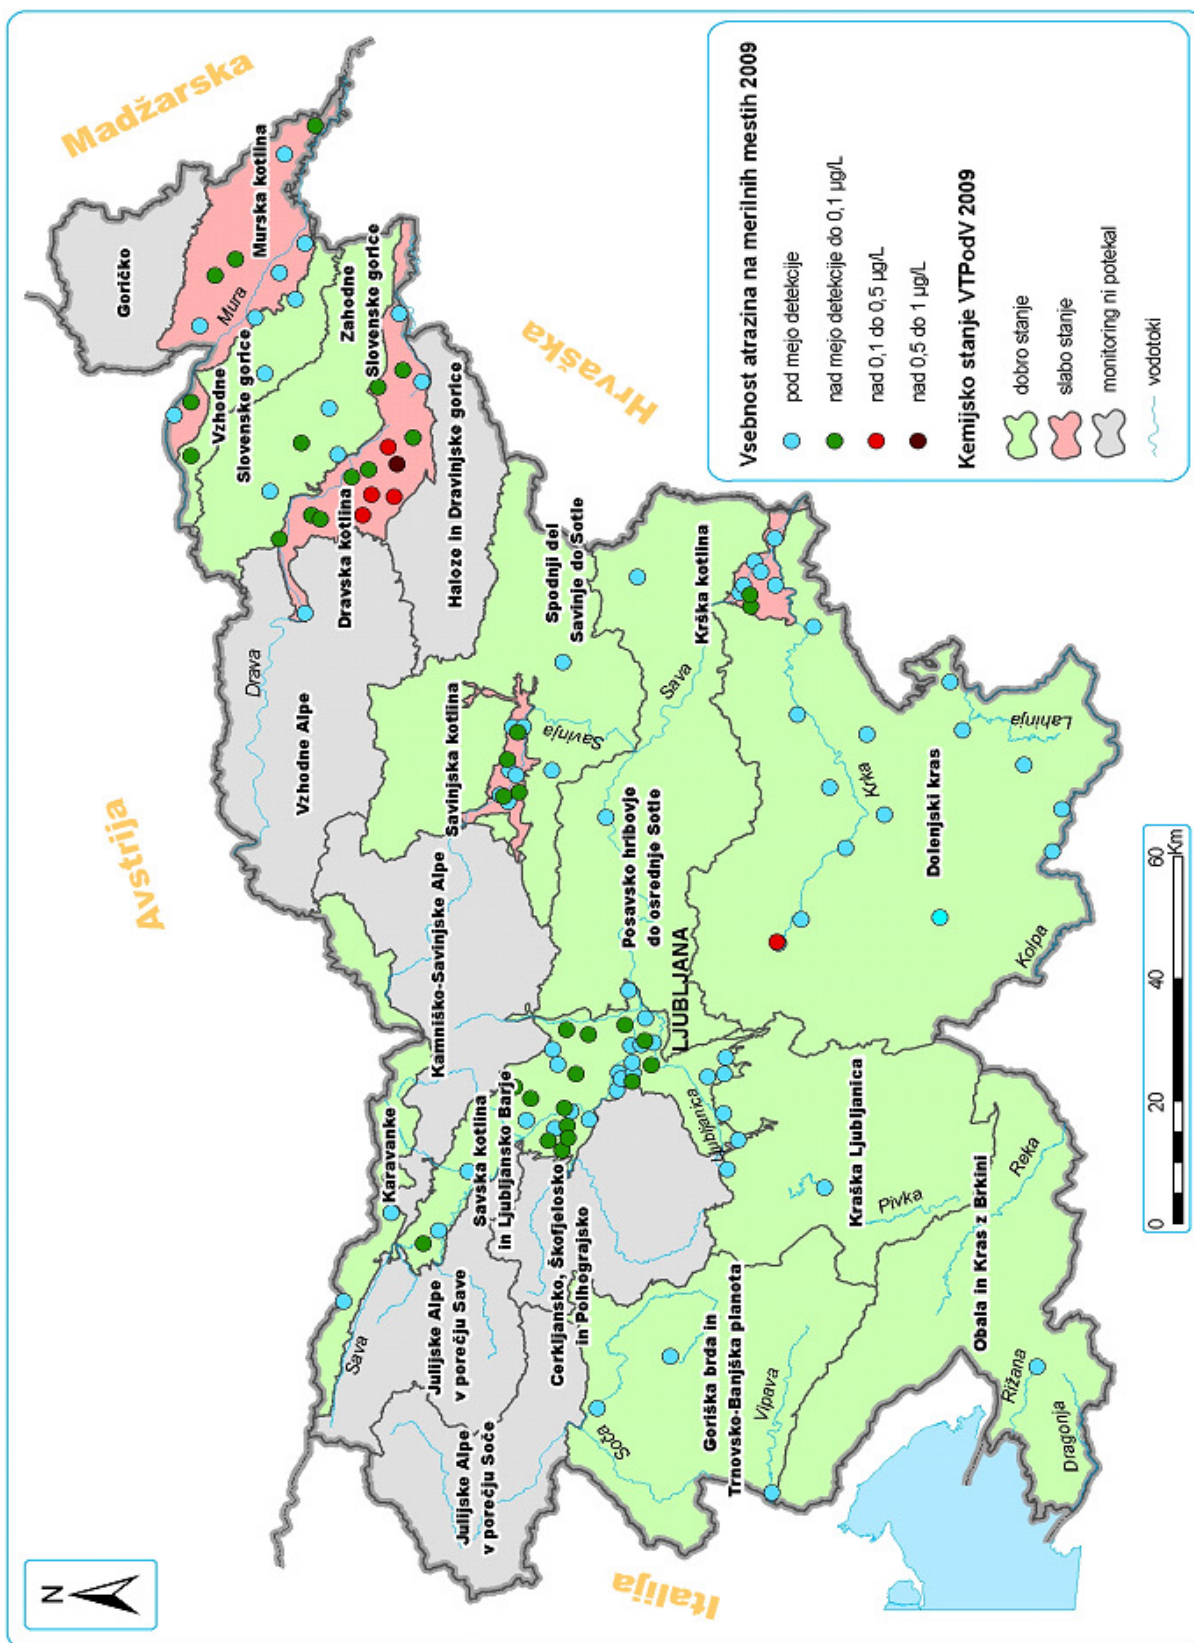 N
Avstrija
Madžarska
Hrvaška
Italija
Goričko
Murska kotlina
Mura
Vzhodne
Slovenske gorice
Zahodne
Slovenske gorice
Drava
Dravska kotlina
Vzhodne Alpe
Haloze in Dravinjske gorice
Karavanke
Kamniško-Savinjske Alpe
Savinjska kotlina
Savinja
Spodnji del
Savinje do Sotle
Sava
Julijske Alpe
v porečju Save
Julijske Alpe
v porečju Soče
Savska kotlina
in Ljubljansko Barje
Cerkljansko, Škofjeloško
in Polhograjsko
Posavsko hribovje
do osrednje Sotle
Sava
Krška kotlina
LJUBLJANA
Ljubljanica
Soča
Goriška brda in
Trnovsko-Banjška planota
Vipava
Kraška Ljubljanica
Pivka
Krka
Dolenjski kras
Lahinja
Kolpa
Obala in Kras z Brkini
Reka
Rižana
Dragonja
0 20 40 60
Km
Vsebnost atrazina na merilnih mestih 2009
pod mejo detekcije
nad mejo detekcije do 0,1 µg/L
nad 0,1 do 0,5 µg/L
nad 0,5 do 1 µg/L
Kemijsko stanje VTPodV 2009
dobro stanje
slabo stanje
monitoring ni potekal
vodotoki